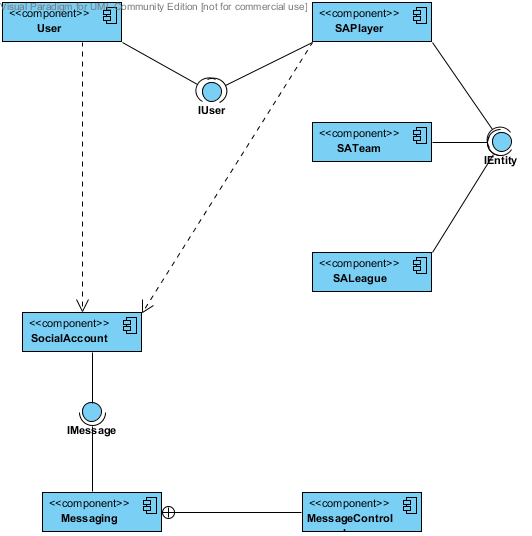 Visual Paradigm for UML Community Edition [not for commercial use]
<<component>>
User
<<component>>
SAPlayer
IUser
<<component>>
SATeam
IEntity
<<component>>
SALeague
<<component>>
SocialAccount
IMessage
<<component>>
Messaging
<<component>>
MessageControl